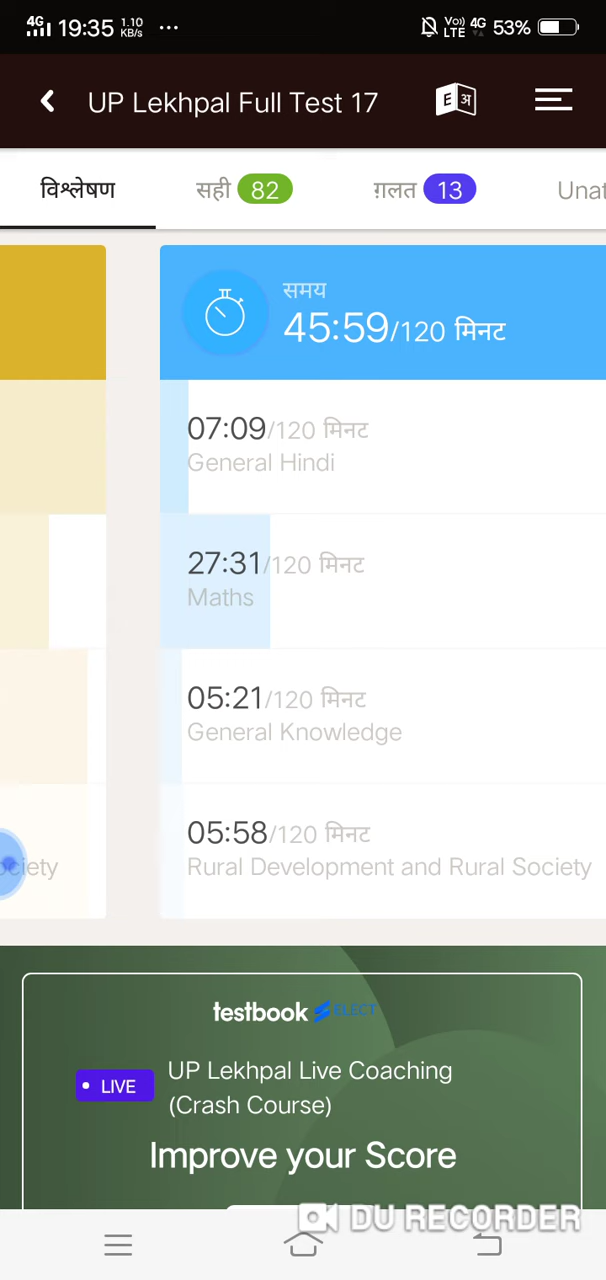 4G 19:35 1.10 KB/s ... Vo) LTE 4G 53%
UP Lekhpal Full Test 17 E अ
विश्लेषण सही 82 ग़लत 13 Unat
समय
45:59/120 मिनट
07:09/120 मिनट
General Hindi
27:31/120 मिनट
Maths
05:21/120 मिनट
General Knowledge
05:58/120 मिनट
ociety Rural Development and Rural Society
testbook SELECT
LIVE UP Lekhpal Live Coaching
(Crash Course)
Improve your Score
DU RECORDER